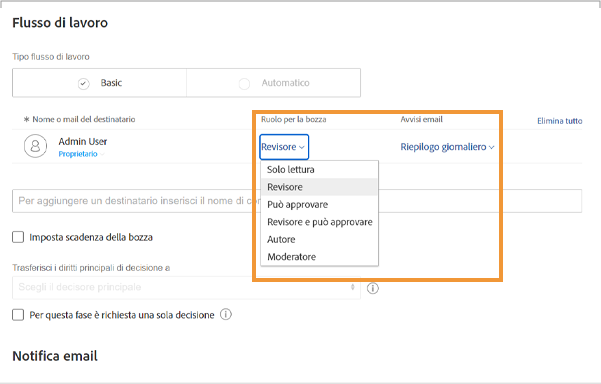 Flusso di lavoro
Tipo flusso di lavoro
Basic
Automatico
* Nome o mail del destinatario
Ruolo per la bozza
Avvisi email
Elimina tutto
Admin User
Proprietario
Revisore
Riepilogo giornaliero
Solo lettura
Revisore
Può approvare
Revisore e può approvare
Autore
Moderatore
Per aggiungere un destinatario inserisci il nome di
Imposta scadenza della bozza
Trasferisci i diritti principali di decisione a
Scegli il decisore principale
Per questa fase è richiesta una sola decisione
Notifica email